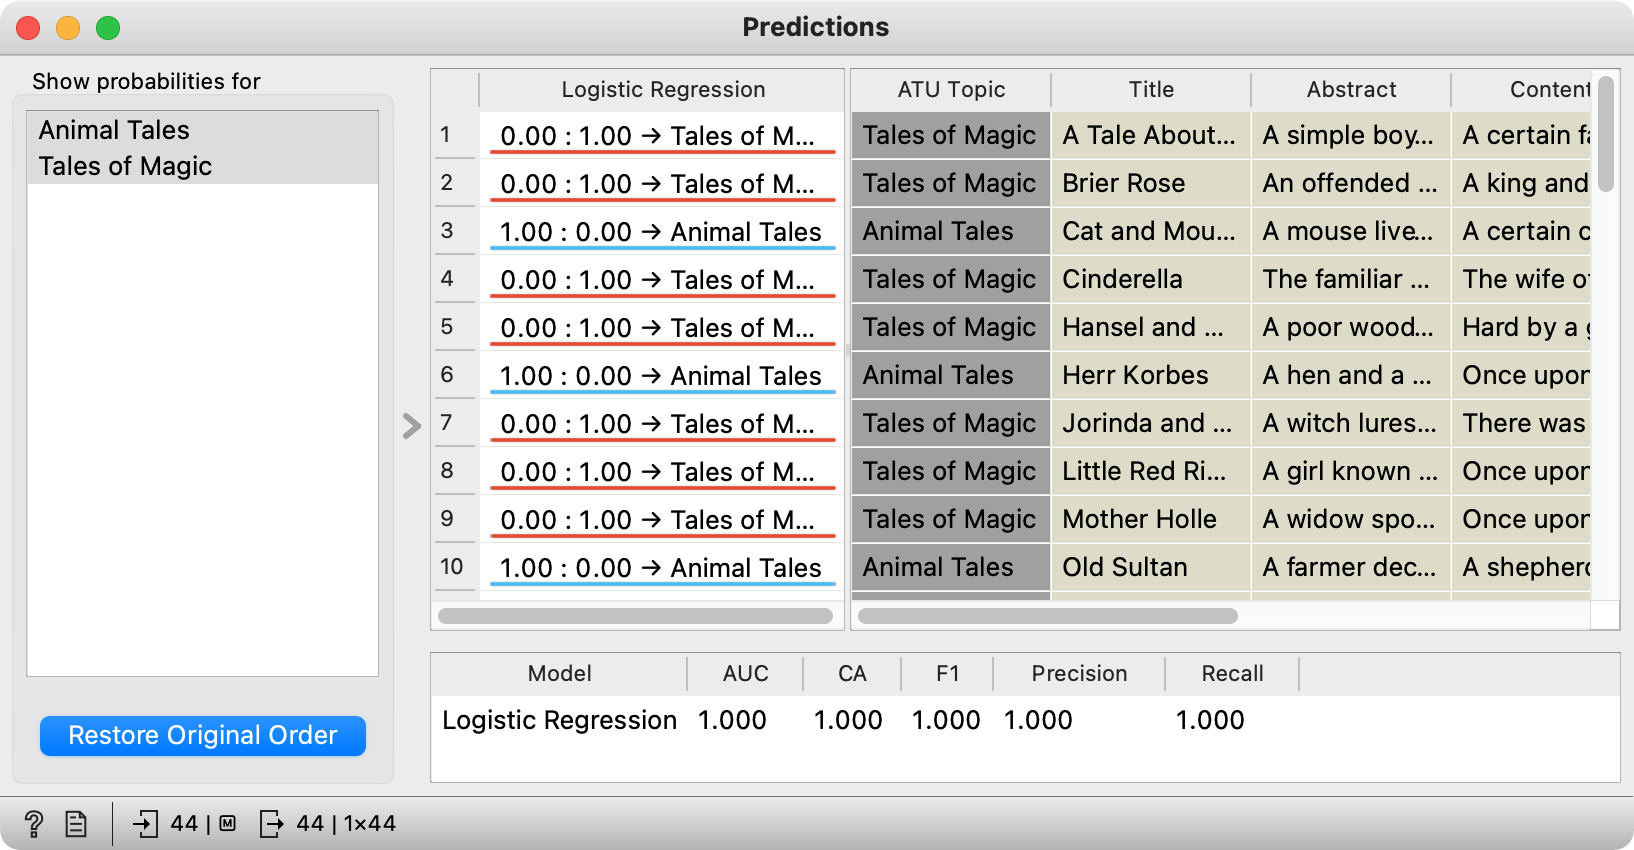 Predictions
Show probabilities for
Animal Tales
Tales of Magic
Restore Original Order
Logistic Regression
1 0.00 : 1.00 → Tales of M...
2 0.00 : 1.00 → Tales of M...
3 1.00 : 0.00 → Animal Tales
4 0.00 : 1.00 → Tales of M...
5 0.00 : 1.00 → Tales of M...
6 1.00 : 0.00 → Animal Tales
7 0.00 : 1.00 → Tales of M...
8 0.00 : 1.00 → Tales of M...
9 0.00 : 1.00 → Tales of M...
10 1.00 : 0.00 → Animal Tales
ATU Topic Title Abstract Content
Tales of Magic A Tale About... A simple boy... A certain fa
Tales of Magic Brier Rose An offended ... A king and
Animal Tales Cat and Mou... A mouse live... A certain c
Tales of Magic Cinderella The familiar ... The wife of
Tales of Magic Hansel and ... A poor wood... Hard by a g
Animal Tales Herr Korbes A hen and a ... Once upon
Tales of Magic Jorinda and ... A witch lures... There was
Tales of Magic Little Red Ri... A girl known ... Once upon
Tales of Magic Mother Holle A widow spo... Once upon
Animal Tales Old Sultan A farmer dec... A shepherd
Model AUC CA F1 Precision Recall
Logistic Regression 1.000 1.000 1.000 1.000 1.000
? 44 | M 44 | 1×44